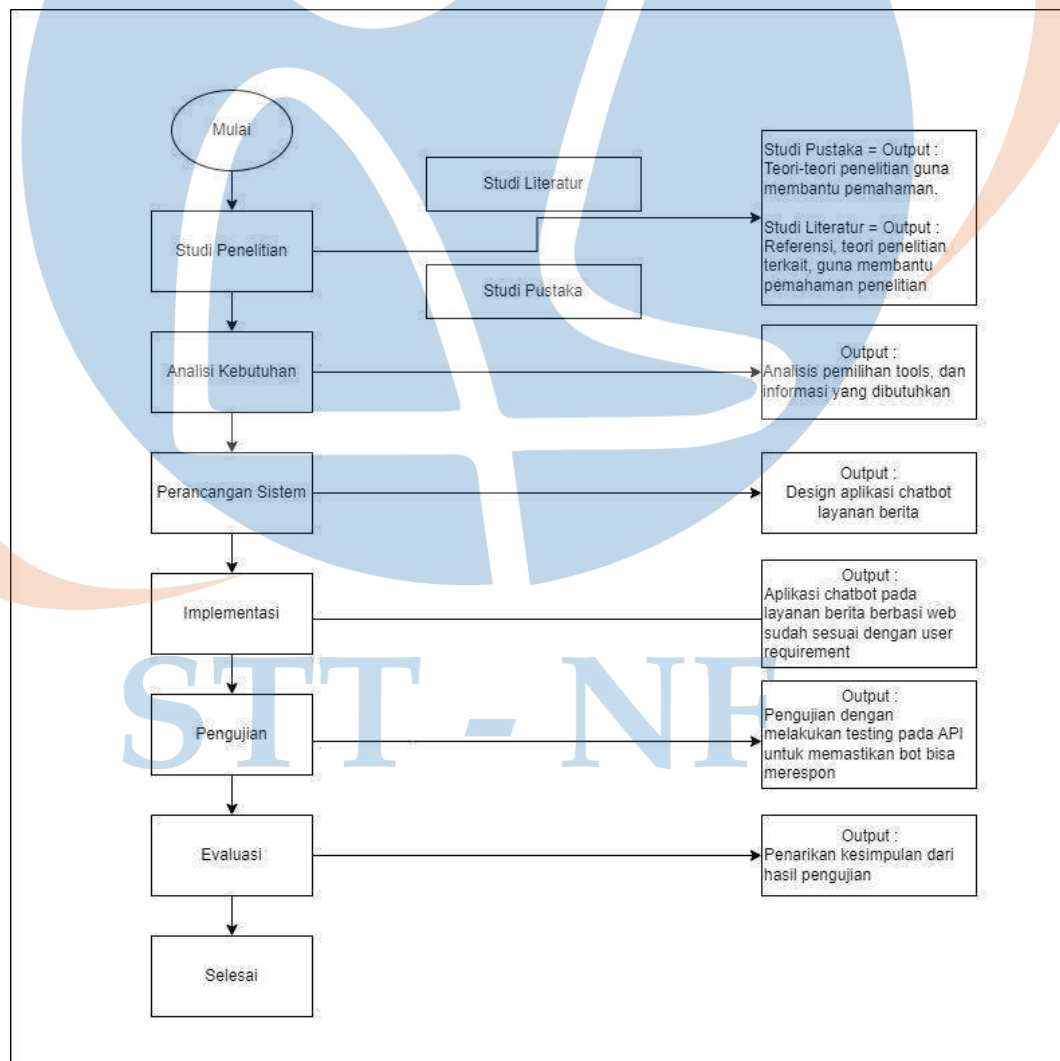 Mulai
Studi Literatur
Studi Pustaka = Output :
Teori-teori penelitian guna
membantu pemahaman.
Studi Literatur = Output :
Referensi, teori penelitian
terkait, guna membantu
pemahaman penelitian
Studi Penelitian
Studi Pustaka
Analisi Kebutuhan
Output :
Analisis pemilihan tools, dan
informasi yang dibutuhkan
Perancangan Sistem
Output :
Design aplikasi chatbot
layanan berita
Implementasi
Output :
Aplikasi chatbot pada
layanan berita berbasi web
sudah sesuai dengan user
requirement
STT - NF
Pengujian
Output :
Pengujian dengan
melakukan testing pada API
untuk memastikan bot bisa
merespon
Evaluasi
Output :
Penarikan kesimpulan dari
hasil pengujian
Selesai